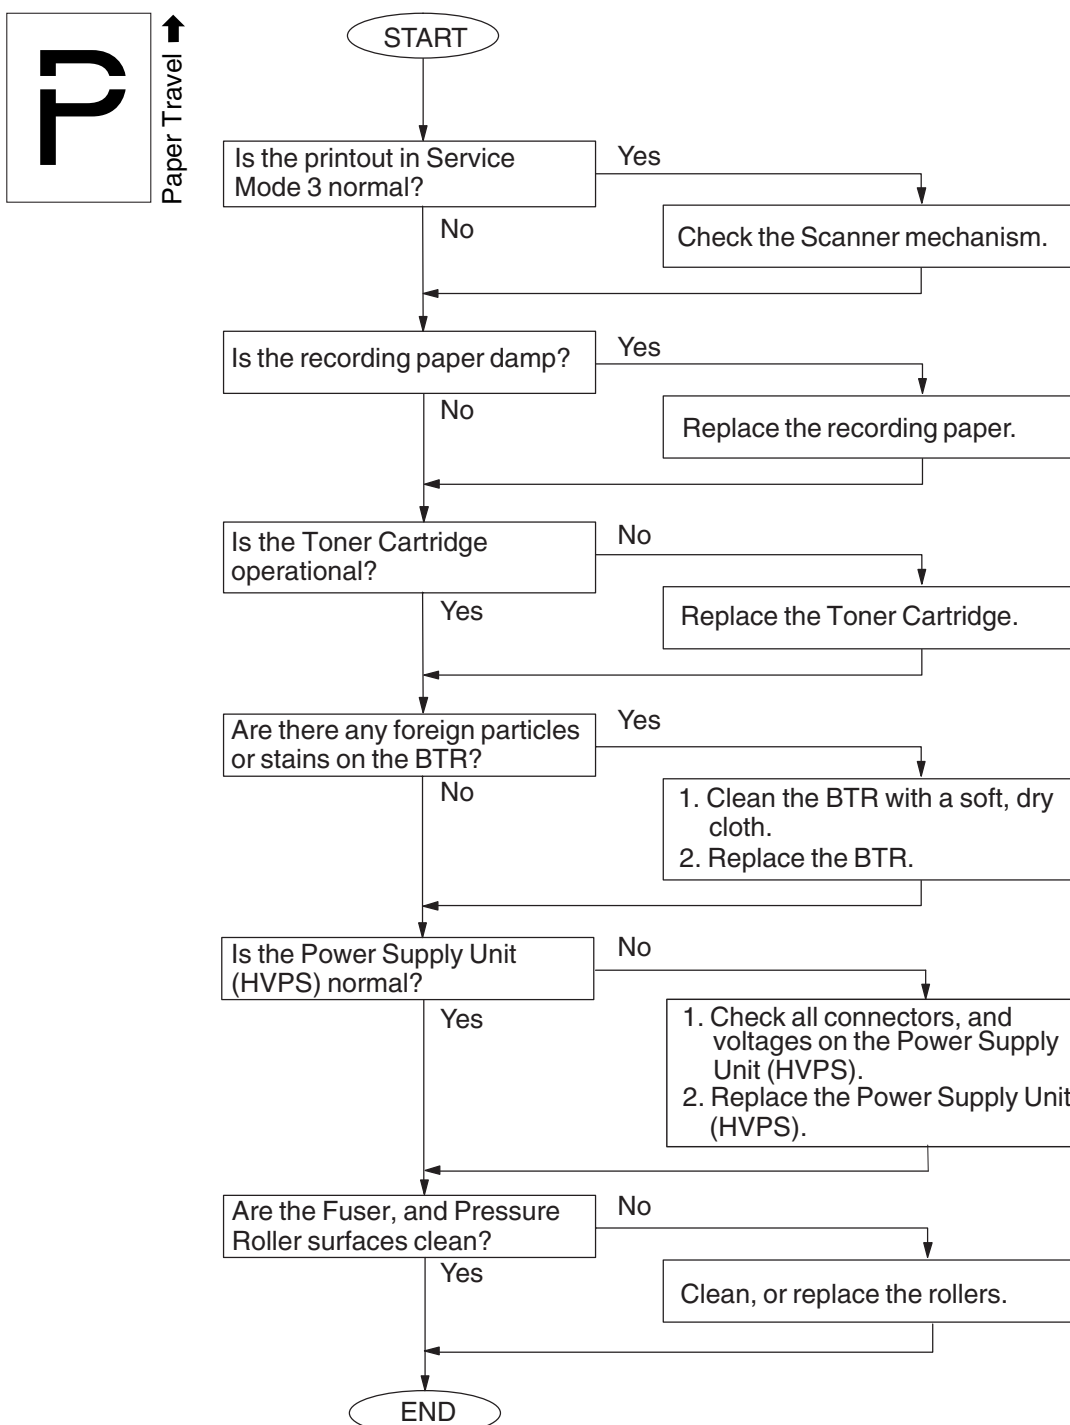 P
Paper Travel
START
Is the printout in Service
Mode 3 normal?
Yes
No
Check the Scanner mechanism.
Is the recording paper damp?
Yes
No
Replace the recording paper.
Is the Toner Cartridge
operational?
No
Yes
Replace the Toner Cartridge.
Are there any foreign particles
or stains on the BTR?
Yes
No
1. Clean the BTR with a soft, dry
cloth.
2. Replace the BTR.
Is the Power Supply Unit
(HVPS) normal?
No
Yes
1. Check all connectors, and
voltages on the Power Supply
Unit (HVPS).
2. Replace the Power Supply Unit
(HVPS).
Are the Fuser, and Pressure
Roller surfaces clean?
No
Yes
Clean, or replace the rollers.
END